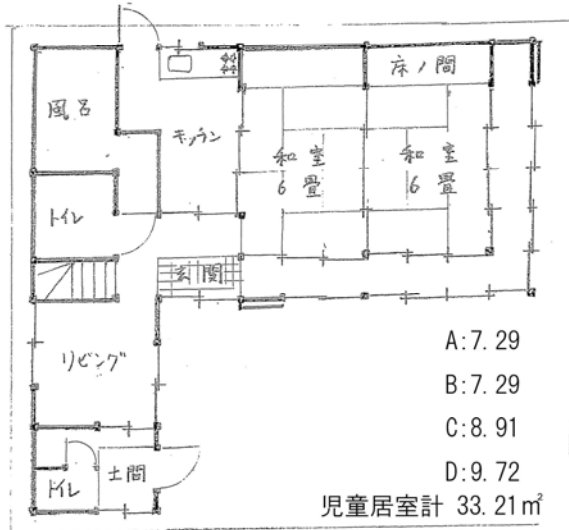 床ノ間
風呂
キッチン
和室
6畳
和室
6畳
トイレ
玄関
リビング
A:7.29
B:7.29
C:8.91
D:9.72
土間
トイレ
児童居室計 33.21㎡